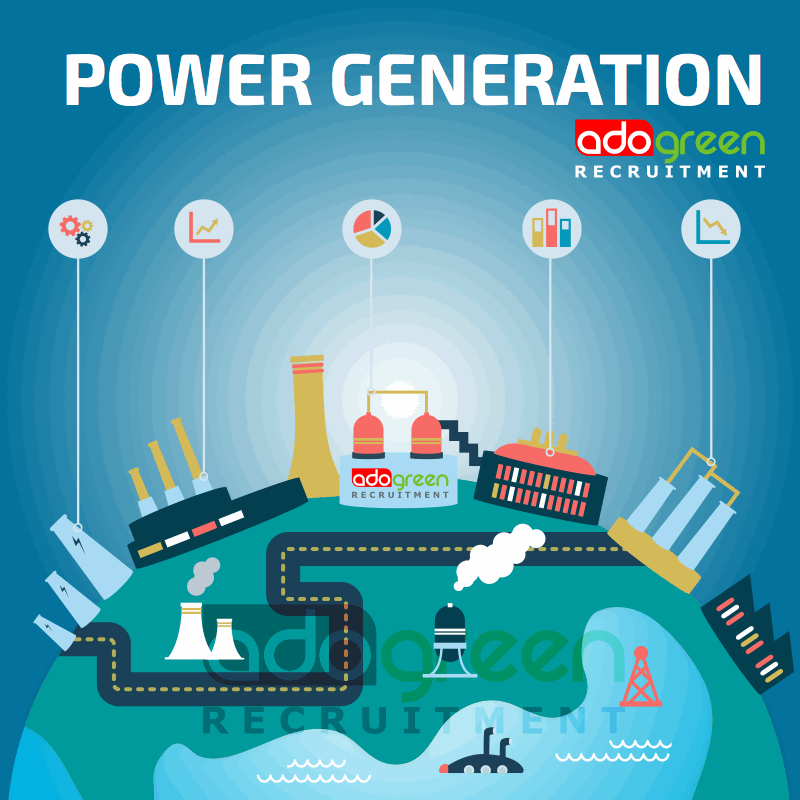 POWER GENERATION
adogreen
RECRUITMENT
adogreen
RECRUITMENT
adogreen
RECRUITMENT